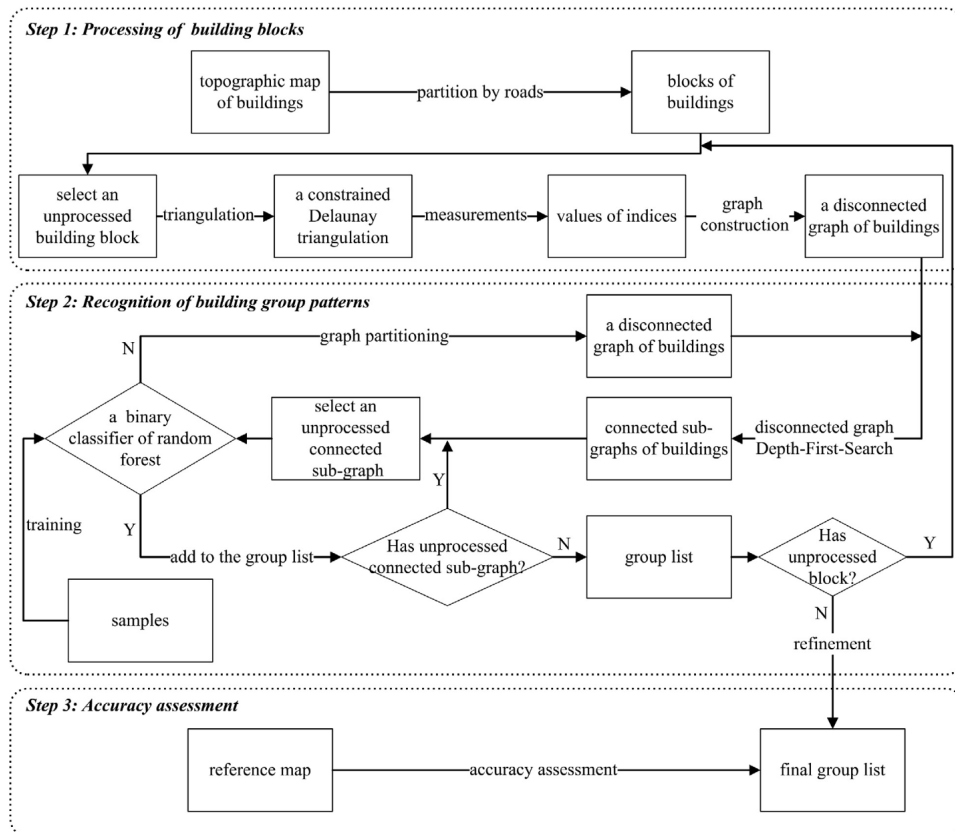 Step 1: Processing of building blocks
topographic map
of buildings
partition by roads
blocks of
buildings
select an
unprocessed
building block
triangulation
a constrained
Delaunay
triangulation
measurements
values of indices
graph
construction
a disconnected
graph of buildings
Step 2: Recognition of building group patterns
N
graph partitioning
a disconnected
graph of buildings
a binary
classifier of random
forest
select an
unprocessed
connected
sub-graph
connected sub-
graphs of buildings
disconnected graph
Depth-First-Search
training
Y
add to the group list
Y
Has unprocessed
connected sub-graph?
N
group list
Has
unprocessed
block?
Y
N
refinement
samples
Step 3: Accuracy assessment
reference map
accuracy assessment
final group list